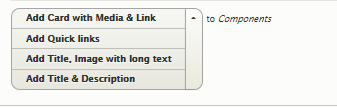 Add Card with Media & Link to Components
Add Quick links
Add Title, Image with long text
Add Title & Description